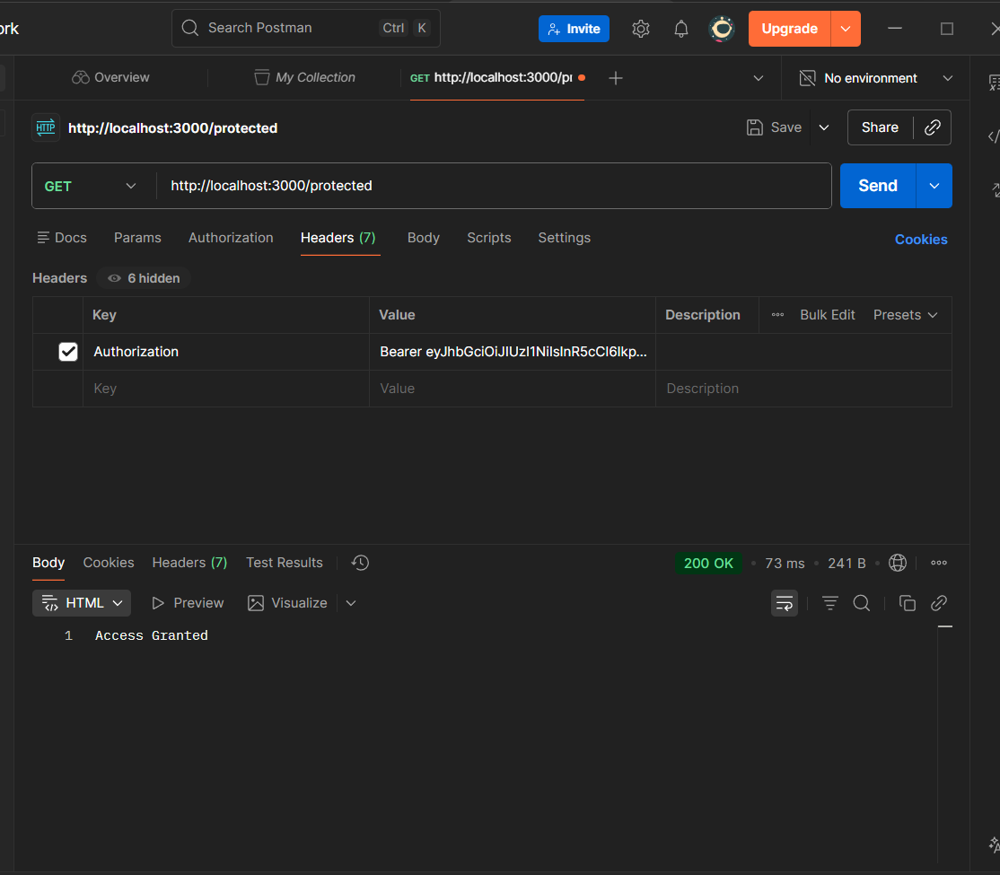 ork
Search Postman Ctrl K Invite Upgrade
Overview My Collection GET http://localhost:3000/pr No environment
HTTP http://localhost:3000/protected Save Share
GET http://localhost:3000/protected Send
Docs Params Authorization Headers (7) Body Scripts Settings Cookies
Headers 6 hidden
Key Value Description Bulk Edit Presets
Authorization Bearer eyJhbGciOiJIUzI1NiIsInR5cCI6Ikp...
Key Value Description
Body Cookies Headers (7) Test Results 200 OK 73 ms 241 B
HTML Preview Visualize
1 Access Granted